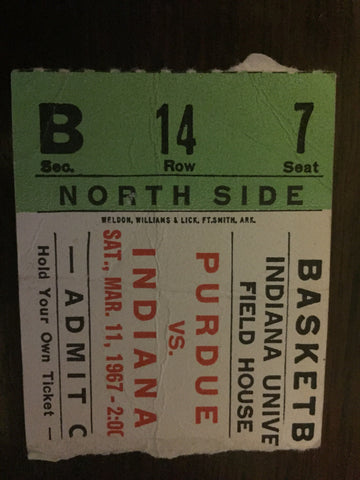 B 14 7
Sec. Row Seat
NORTH SIDE
WELDON, WILLIAMS & LICK, FT. SMITH, ARK.
BASKETB
INDIANA UNIVE
FIELD HOUSE
PURDUE
VS.
INDIANA
SAT., MAR. 11, 1967 - 2:00
— ADMIT O
Hold Your Own Ticket —